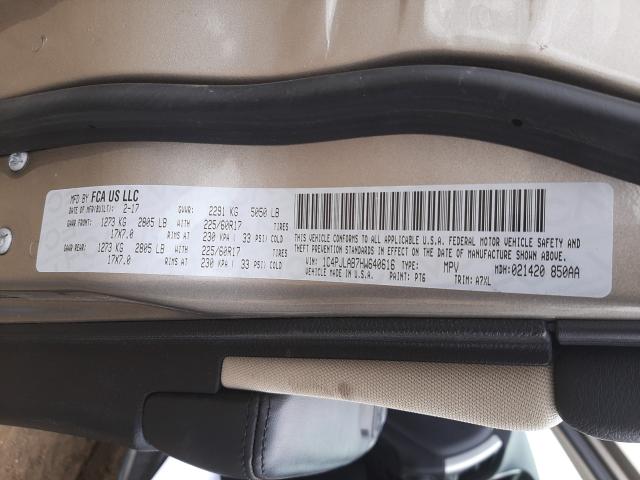 MFD BY FCA US LLC
DATE OF MFR(BUILT): 2-17 GVWR: 2291 KG 5050 LB
GAWR FRONT: 1273 KG 2805 LB WITH 225/60R17 TIRES
17X7.0 RIMS AT 230 KPA ( 33 PSI) COLD
GAWR REAR: 1273 KG 2805 LB WITH 225/60R17 TIRES
17X7.0 RIMS AT 230 KPA ( 33 PSI) COLD
THIS VEHICLE CONFORMS TO ALL APPLICABLE U.S.A. FEDERAL MOTOR VEHICLE SAFETY AND
THEFT PREVENTION STANDARDS IN EFFECT ON THE DATE OF MANUFACTURE SHOWN ABOVE.
VIN: 1C4PJLAB7HW640616 TYPE: MPV MDH: 021420 850AA
MADE IN U.S.A. PAINT: PT6 TRIM: A7XL